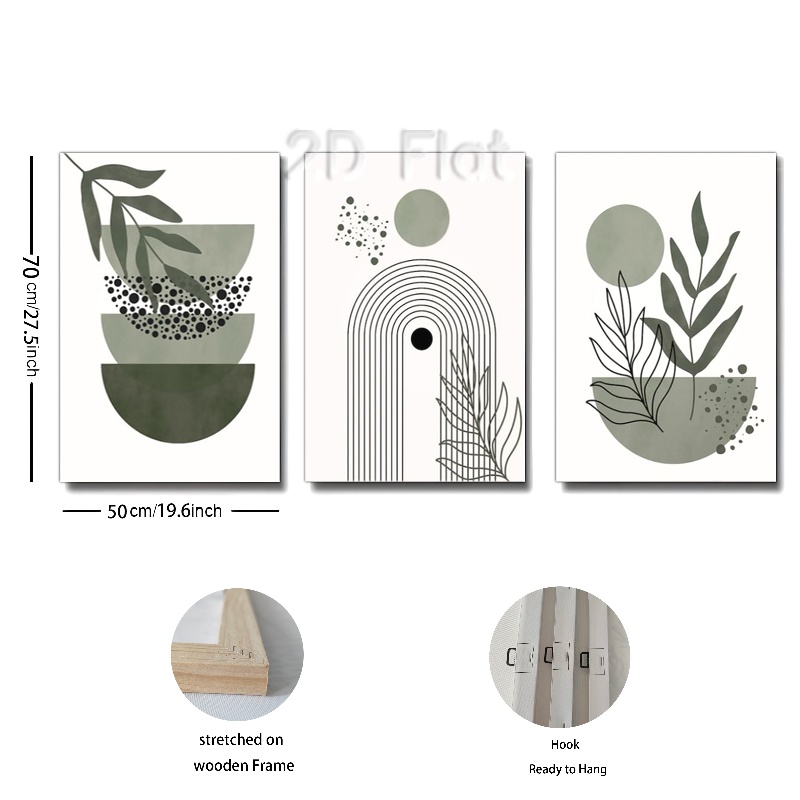 2D Flat
70 cm/27.5inch
50cm/19.6inch
stretched on
wooden Frame
Hook
Ready to Hang